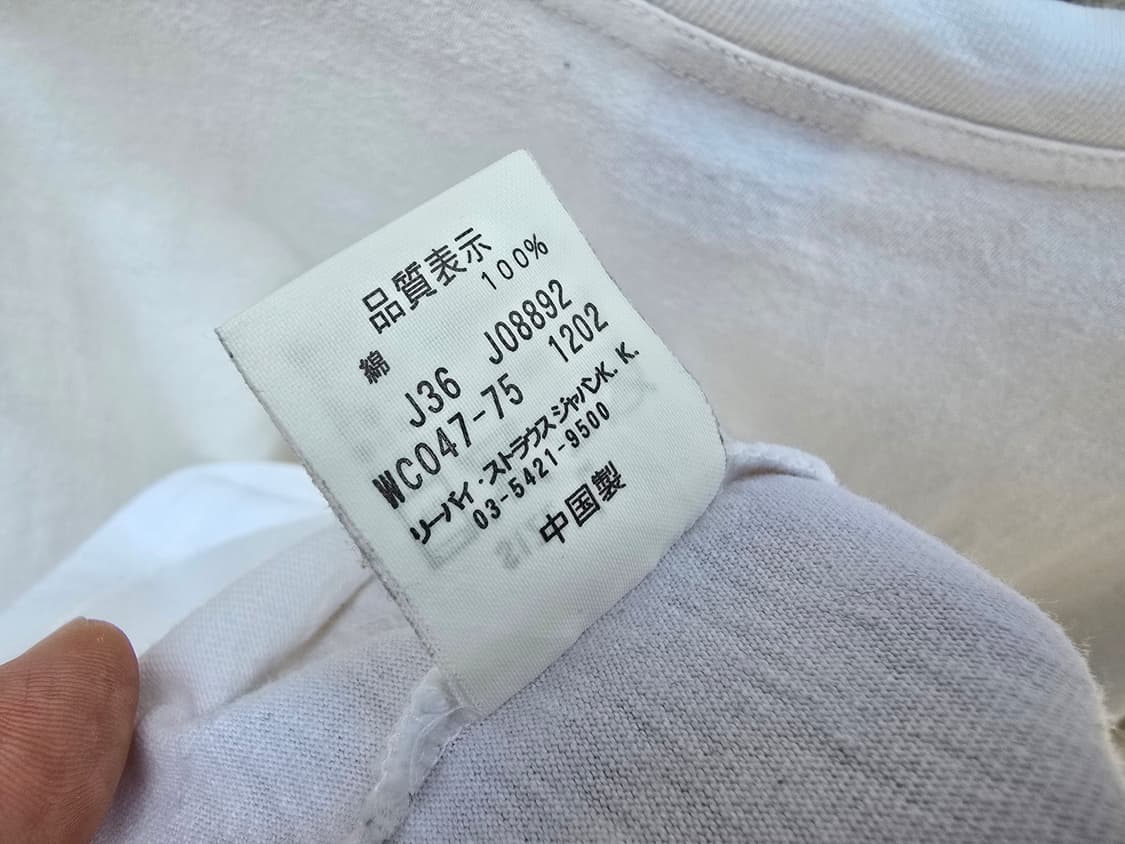 品質表示
綿 100%
J36 J08892
WC047-75 1202
リーバイ・ストラウス ジャパンK.K.
03-5421-9500
中国製